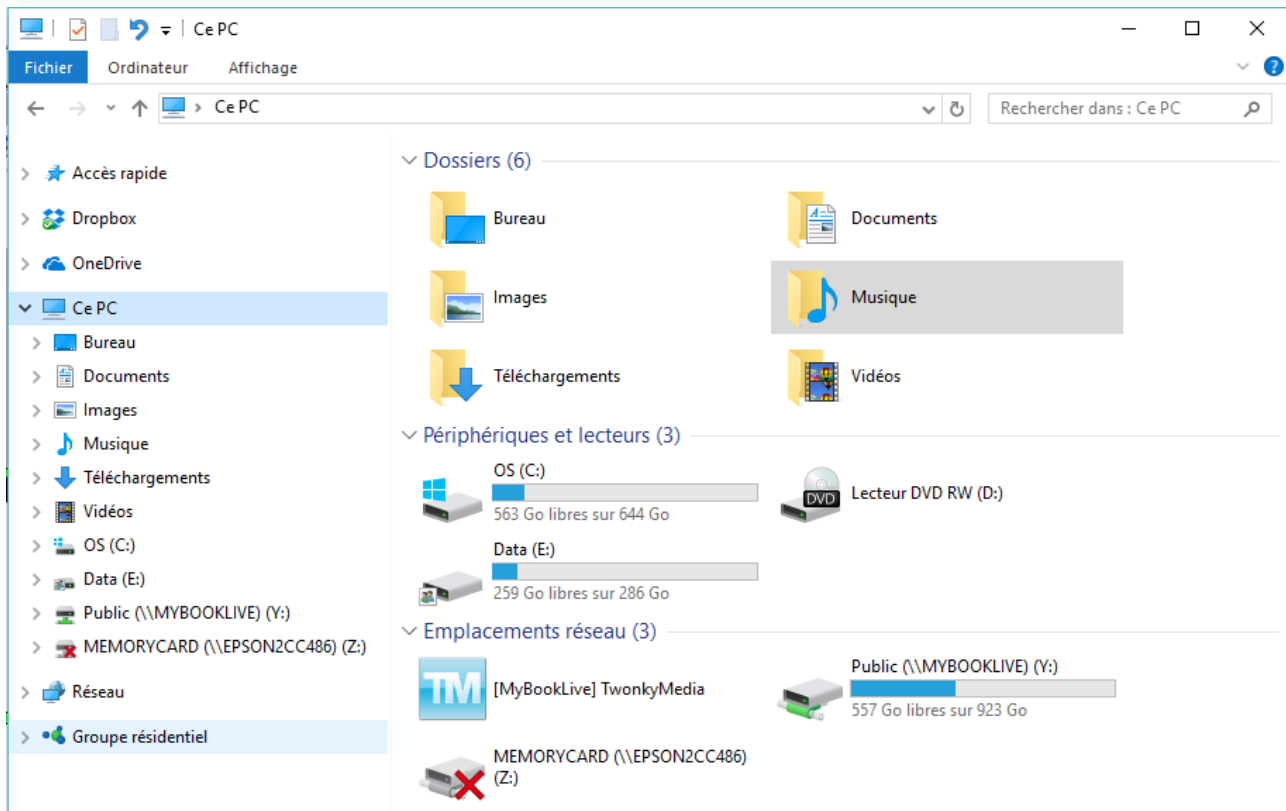 Ce PC
Fichier Ordinateur Affichage
Ce PC Rechercher dans : Ce PC
Accès rapide
Dropbox
OneDrive
Ce PC
Bureau
Documents
Images
Musique
Téléchargements
Vidéos
OS (C:)
Data (E:)
Public (\\MYBOOKLIVE) (Y:)
MEMORYCARD (\\EPSON2CC486) (Z:)
Réseau
Groupe résidentiel
Dossiers (6)
Bureau Documents
Images Musique
Téléchargements Vidéos
Périphériques et lecteurs (3)
OS (C:)
563 Go libres sur 644 Go
DVD
Lecteur DVD RW (D:)
Data (E:)
259 Go libres sur 286 Go
Emplacements réseau (3)
TM
[MyBookLive] TwonkyMedia
Public (\\MYBOOKLIVE) (Y:)
557 Go libres sur 923 Go
MEMORYCARD (\\EPSON2CC486)
(Z:)